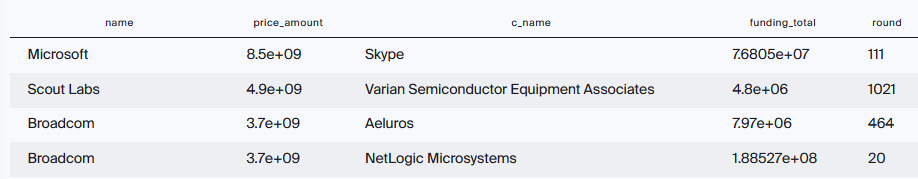 name price_amount c_name funding_total round
Microsoft 8.5e+09 Skype 7.6805e+07 111
Scout Labs 4.9e+09 Varian Semiconductor Equipment Associates 4.8e+06 1021
Broadcom 3.7e+09 Aeluros 7.97e+06 464
Broadcom 3.7e+09 NetLogic Microsystems 1.88527e+08 20